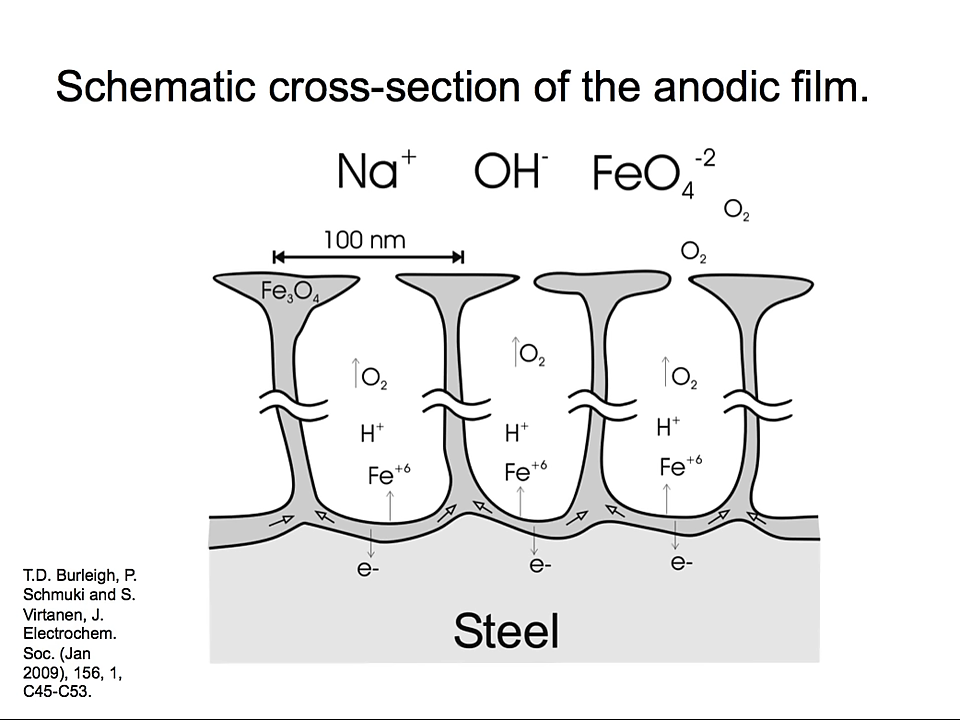 Schematic cross-section of the anodic film.
Na⁺ OH⁻ FeO₄⁻²
O₂
100 nm
O₂
Fe₃O₄
O₂
O₂ O₂
H⁺ H⁺ H⁺
Fe⁺⁶ Fe⁺⁶ Fe⁺⁶
e- e- e-
T.D. Burleigh, P.
Schmuki and S.
Virtanen, J.
Electrochem.
Soc. (Jan
2009), 156, 1,
C45-C53.
Steel